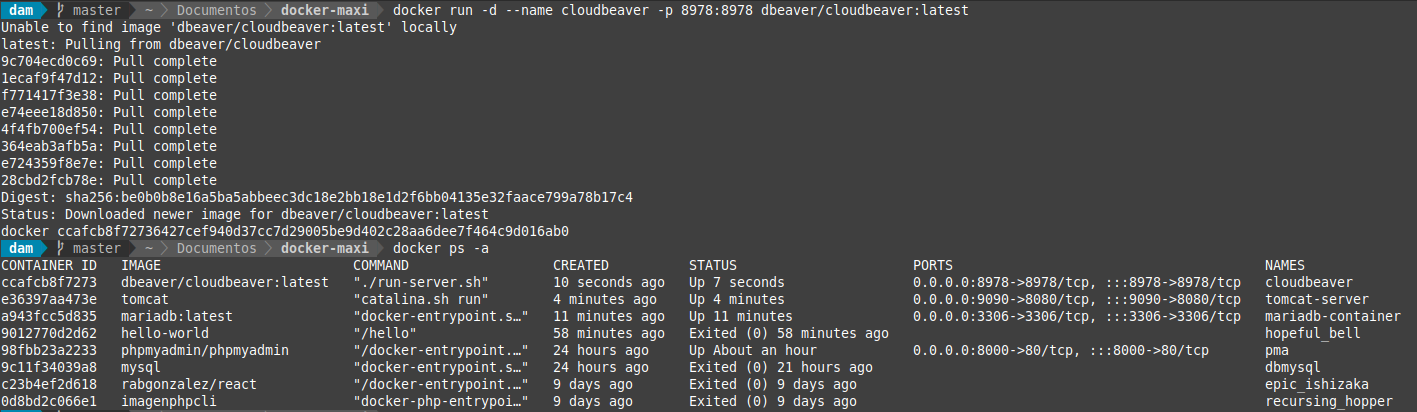 dam master ~ Documentos docker-maxi docker run -d --name cloudbeaver -p 8978:8978 dbeaver/cloudbeaver:latest
Unable to find image 'dbeaver/cloudbeaver:latest' locally
latest: Pulling from dbeaver/cloudbeaver
9c704ecd0c69: Pull complete
1ecaf9f47d12: Pull complete
f771417f3e38: Pull complete
e74eee18d850: Pull complete
4f4fb700ef54: Pull complete
364eab3afb5a: Pull complete
e724359f8e7e: Pull complete
28cbd2fcb78e: Pull complete
Digest: sha256:be0b0b8e16a5ba5abbeec3dc18e2bb18e1d2f6bb04135e32faace799a78b17c4
Status: Downloaded newer image for dbeaver/cloudbeaver:latest
docker ccafcb8f72736427cef940d37cc7d29005be9d402c28aa6dee7f464c9d016ab0
dam master ~ Documentos docker-maxi docker ps -a
CONTAINER ID IMAGE COMMAND CREATED STATUS PORTS NAMES
ccafcb8f7273 dbeaver/cloudbeaver:latest "./run-server.sh" 10 seconds ago Up 7 seconds 0.0.0.0:8978->8978/tcp, :::8978->8978/tcp cloudbeaver
e36397aa473e tomcat "catalina.sh run" 4 minutes ago Up 4 minutes 0.0.0.0:9090->8080/tcp, :::9090->8080/tcp tomcat-server
a943fcc5d835 mariadb:latest "docker-entrypoint.s…" 11 minutes ago Up 11 minutes 0.0.0.0:3306->3306/tcp, :::3306->3306/tcp mariadb-container
9012770d2d62 hello-world "/hello" 58 minutes ago Exited (0) 58 minutes ago hopeful_bell
98fbb23a2233 phpmyadmin/phpmyadmin "/docker-entrypoint.…" 24 hours ago Up About an hour 0.0.0.0:8000->80/tcp, :::8000->80/tcp pma
9c11f34039a8 mysql "docker-entrypoint.s…" 24 hours ago Exited (0) 21 hours ago dbmysql
c23b4ef2d618 rabgonzalez/react "/docker-entrypoint.…" 9 days ago Exited (0) 9 days ago epic_ishizaka
0d8bd2c066e1 imagenphpcli "docker-php-entrypoi…" 9 days ago Exited (0) 9 days ago recursing_hopper